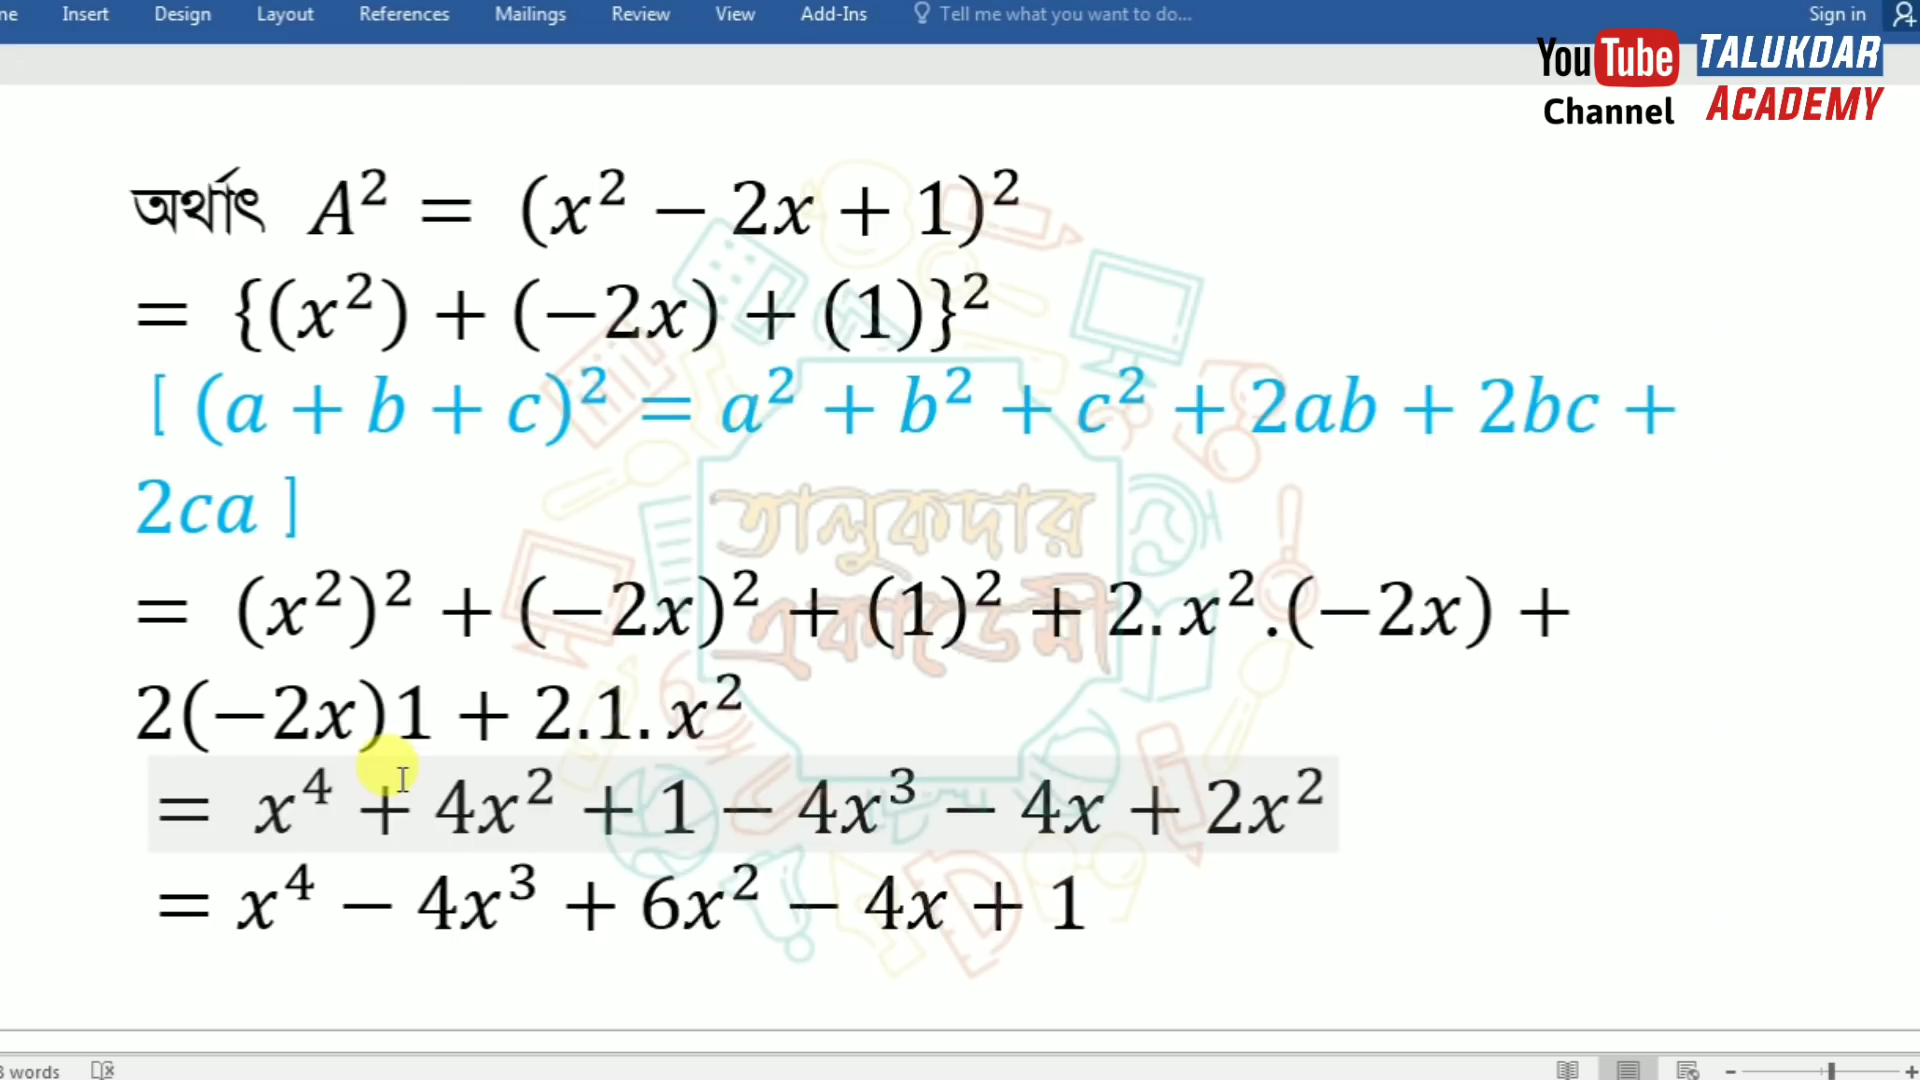 ne Insert Design Layout References Mailings Review View Add-Ins Tell me what you want to do... Sign in
YouTube TALUKDAR
Channel ACADEMY
অর্থাৎ A² = (x² − 2x + 1)²
= {(x²) + (−2x) + (1)}²
[ (a + b + c)² = a² + b² + c² + 2ab + 2bc +
2ca ]
তালুকদার
একাডেমী
= (x²)² + (−2x)² + (1)² + 2. x² .(−2x) +
2(−2x)1 + 2.1. x²
= x⁴ + 4x² + 1 − 4x³ − 4x + 2x²
= x⁴ − 4x³ + 6x² − 4x + 1
3 words